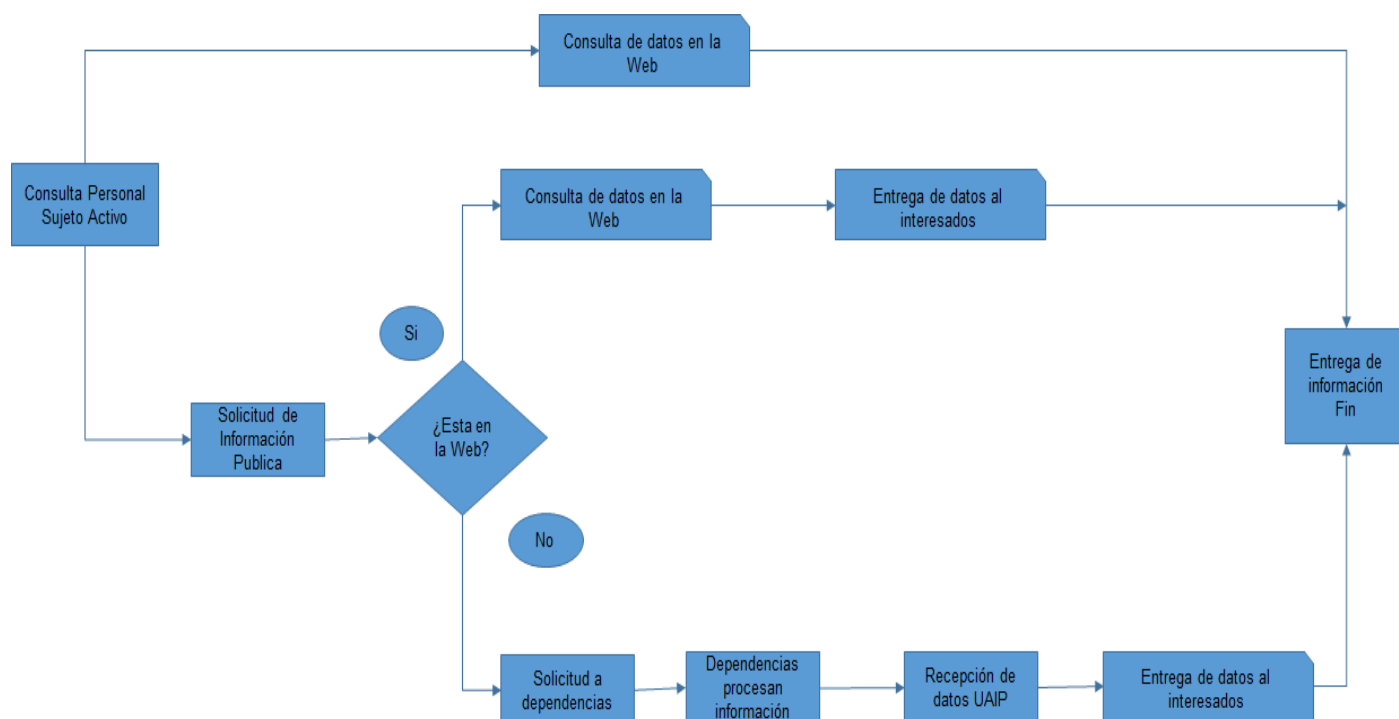 Consulta de datos en la
Web
Consulta Personal
Sujeto Activo
Consulta de datos en la
Web
Entrega de datos al
interesados
Si
Solicitud de
Información
Publica
¿Esta en
la Web?
Entrega de
información
Fin
No
Solicitud a
dependencias
Dependencias
procesan
información
Recepción de
datos UAIP
Entrega de datos al
interesados